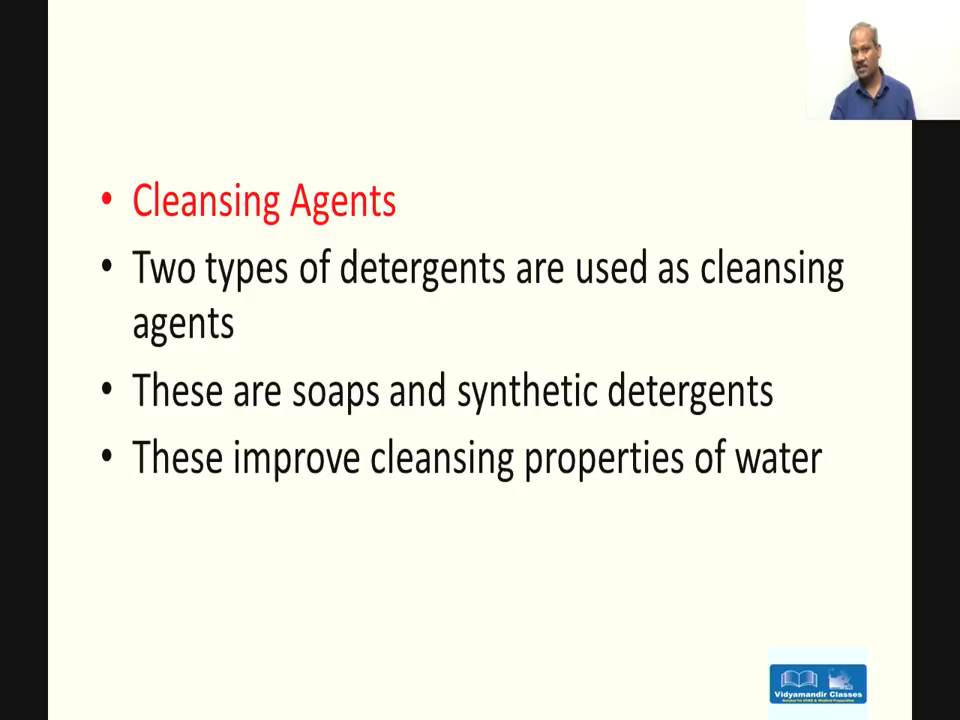 • Cleansing Agents
• Two types of detergents are used as cleansing
agents
• These are soaps and synthetic detergents
• These improve cleansing properties of water
Vidyamandir Classes